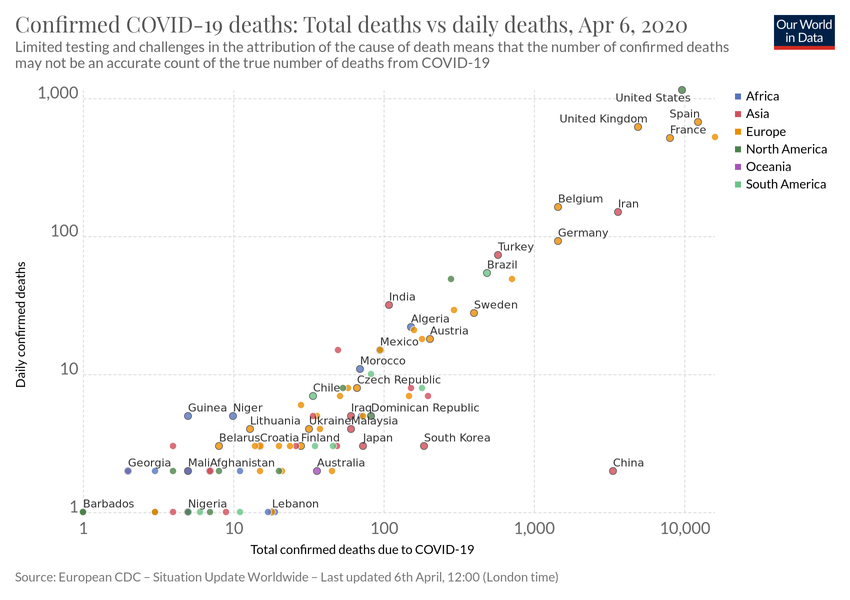 Confirmed COVID-19 deaths: Total deaths vs daily deaths, Apr 6, 2020
Limited testing and challenges in the attribution of the cause of death means that the number of confirmed deaths
may not be an accurate count of the true number of deaths from COVID-19
Our World
in Data
Daily confirmed deaths
1,000
100
10
1
United States
Spain
United Kingdom
France
Belgium
Iran
Germany
Turkey
Brazil
India
Sweden
Algeria
Austria
Mexico
Morocco
Czech Republic
Chile
Guinea Niger
Iraq Dominican Republic
Lithuania
Ukraine Malaysia
Belarus Croatia Finland
Japan
South Korea
Georgia
Mali Afghanistan
Australia
China
Barbados
Nigeria
Lebanon
1
10
100
1,000
10,000
Total confirmed deaths due to COVID-19
Africa
Asia
Europe
North America
Oceania
South America
Source: European CDC – Situation Update Worldwide – Last updated 6th April, 12:00 (London time)